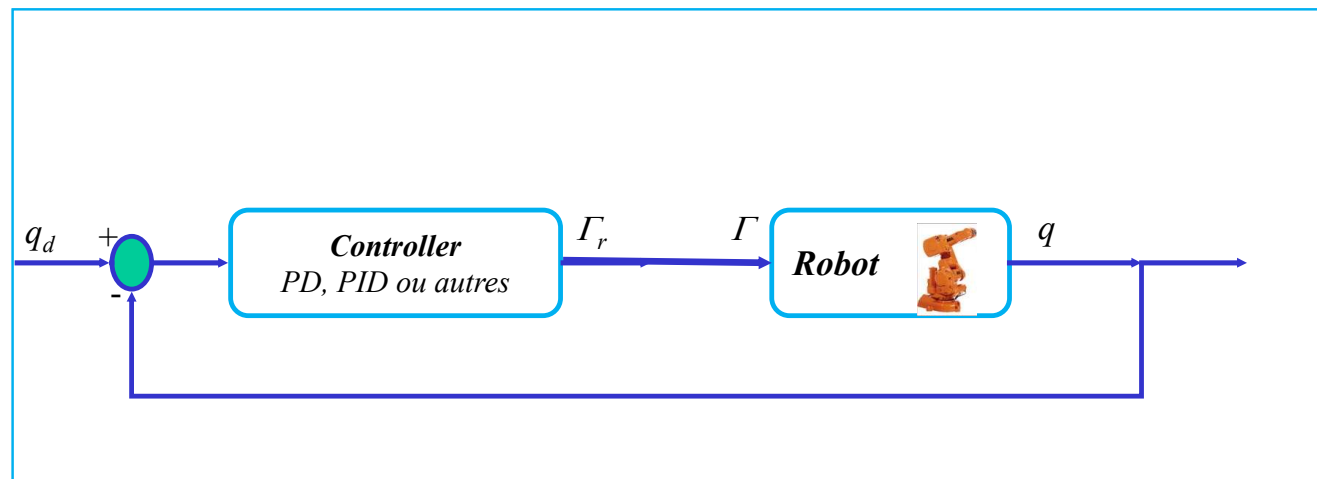 q_d
+
-
Controller
PD, PID ou autres
Γ_r
Γ
Robot
q